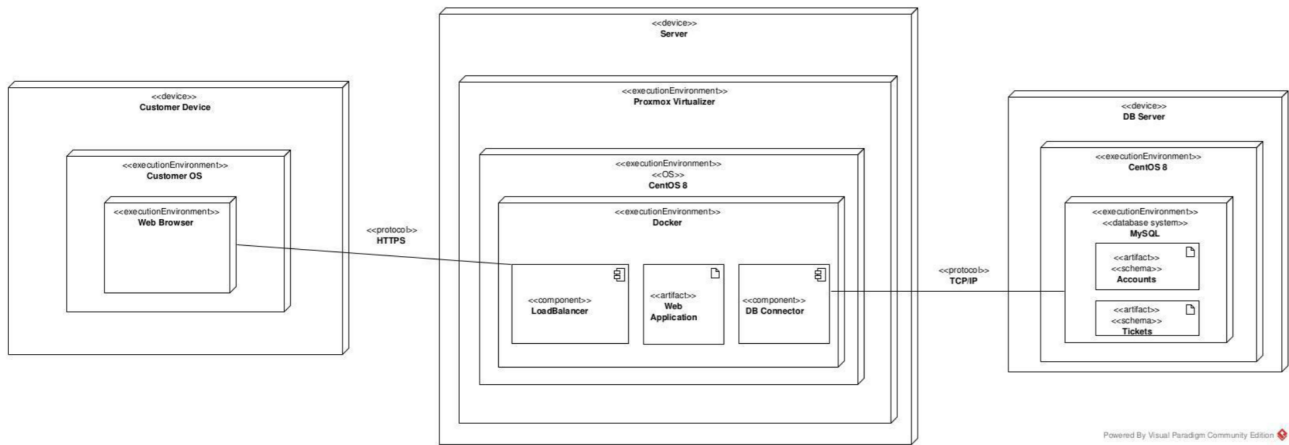 <<device>>
Customer Device
<<executionEnvironment>>
Customer OS
<<executionEnvironment>>
Web Browser
<<protocol>>
HTTPS
<<device>>
Server
<<executionEnvironment>>
Proxmox Virtualizer
<<executionEnvironment>>
<<OS>>
CentOS 8
<<executionEnvironment>>
Docker
<<component>>
LoadBalancer
<<artifact>>
Web
Application
<<component>>
DB Connector
<<protocol>>
TCP/IP
<<device>>
DB Server
<<executionEnvironment>>
CentOS 8
<<executionEnvironment>>
<<database system>>
MySQL
<<artifact>>
<<schema>>
Accounts
<<artifact>>
<<schema>>
Tickets
Powered By Visual Paradigm Community Edition